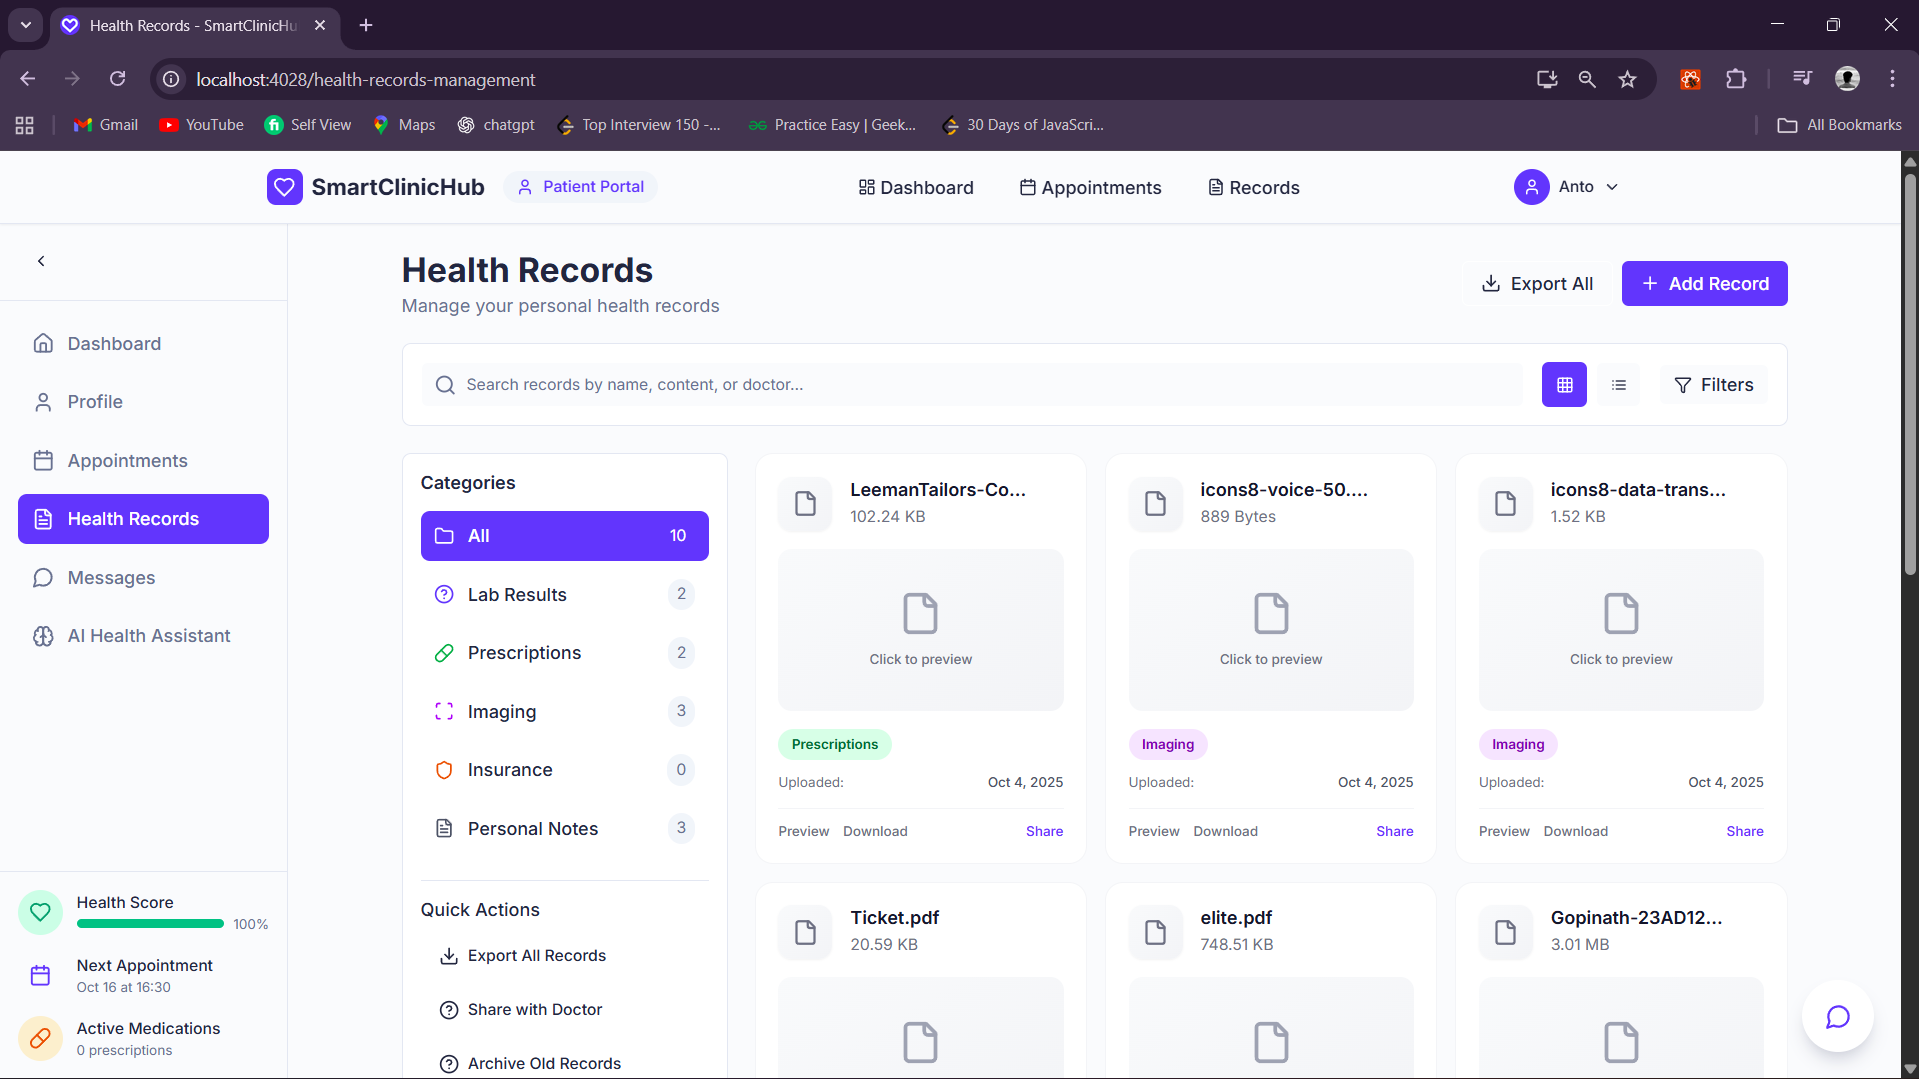 Health Records - SmartClinicHu
localhost:4028/health-records-management
Gmail
YouTube
Self View
Maps
chatgpt
Top Interview 150 -...
Practice Easy | Geek...
30 Days of JavaScri...
All Bookmarks
SmartClinicHub
Patient Portal
Dashboard
Appointments
Records
Anto
Dashboard
Profile
Appointments
Health Records
Messages
AI Health Assistant
Health Score
100%
Next Appointment
Oct 16 at 16:30
Active Medications
0 prescriptions
Health Records
Manage your personal health records
Export All
Add Record
Search records by name, content, or doctor...
Filters
Categories
All 10
Lab Results 2
Prescriptions 2
Imaging 3
Insurance 0
Personal Notes 3
Quick Actions
Export All Records
Share with Doctor
Archive Old Records
LeemanTailors-Co...
102.24 KB
Click to preview
Prescriptions
Uploaded: Oct 4, 2025
Preview Download Share
icons8-voice-50....
889 Bytes
Click to preview
Imaging
Uploaded: Oct 4, 2025
Preview Download Share
icons8-data-trans...
1.52 KB
Click to preview
Imaging
Uploaded: Oct 4, 2025
Preview Download Share
Ticket.pdf
20.59 KB
elite.pdf
748.51 KB
Gopinath-23AD12...
3.01 MB